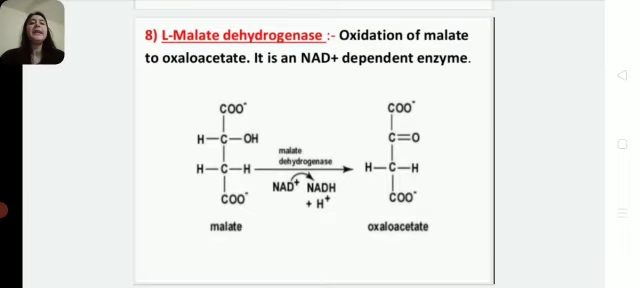 8) L-Malate dehydrogenase :- Oxidation of malate
to oxaloacetate. It is an NAD+ dependent enzyme.
COO⁻
H—C—OH
H—C—H
COO⁻
malate
malate
dehydrogenase
NAD⁺ NADH
+ H⁺
COO⁻
C=O
H—C—H
COO⁻
oxaloacetate